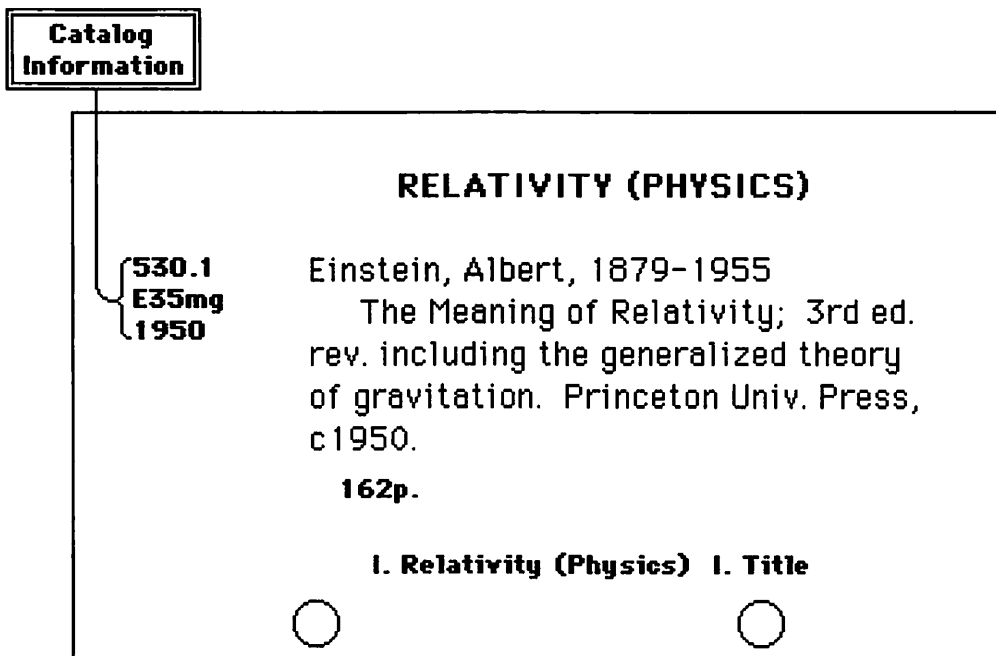 Catalog
Information
RELATIVITY (PHYSICS)
530.1
E35mg
1950
Einstein, Albert, 1879-1955
The Meaning of Relativity; 3rd ed.
rev. including the generalized theory
of gravitation. Princeton Univ. Press,
c1950.
162p.
I. Relativity (Physics) I. Title